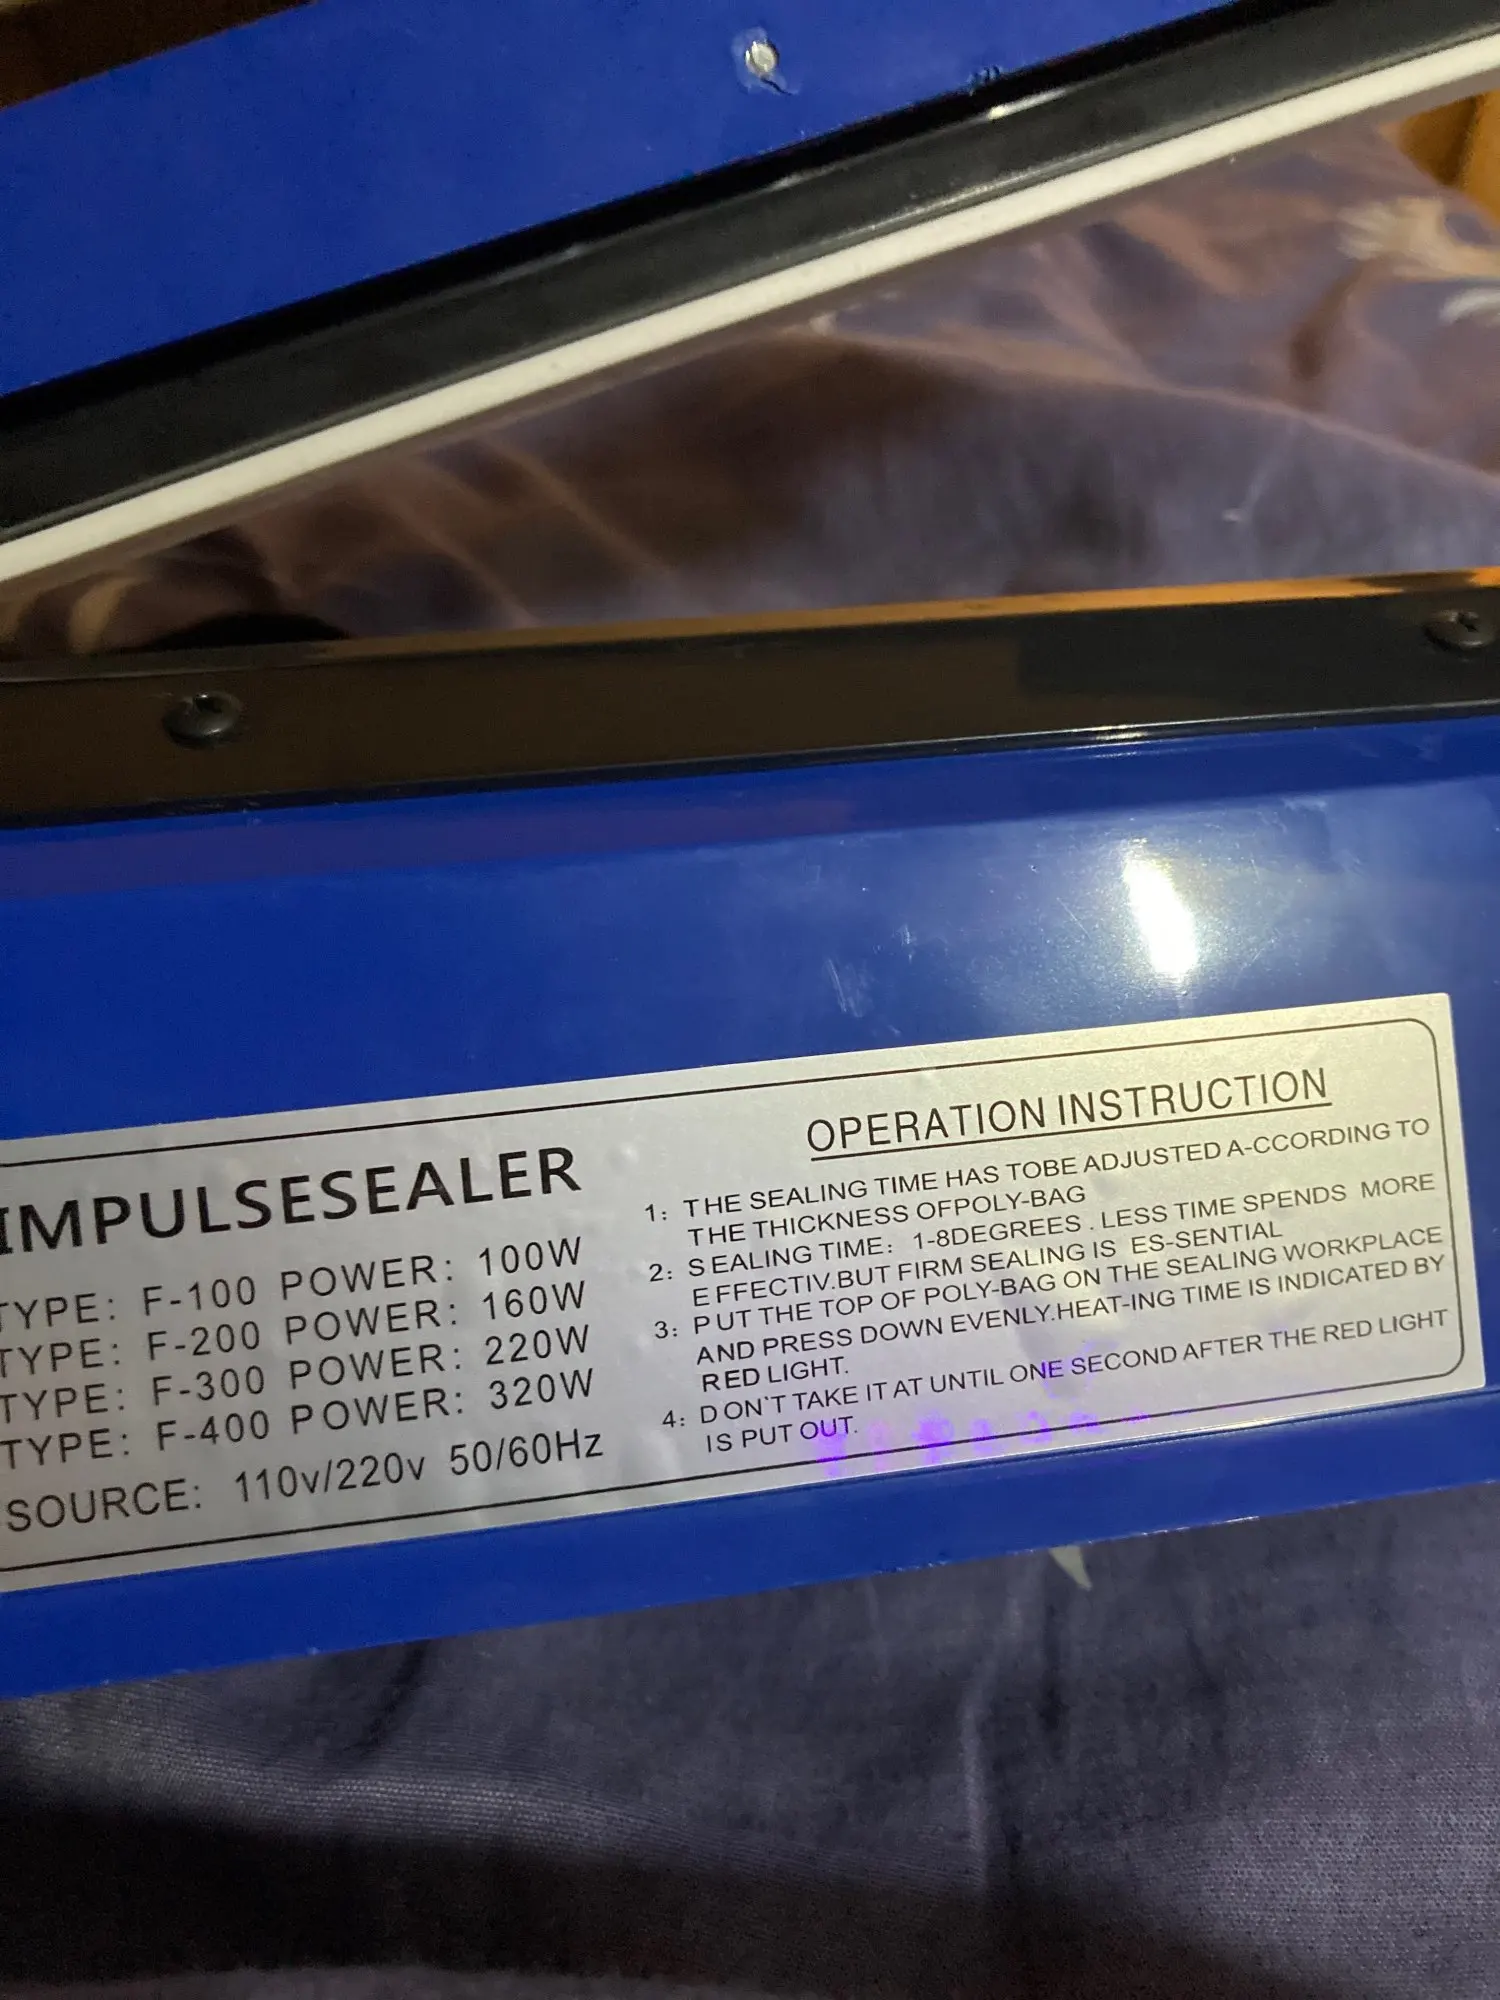 IMPULSESEALER
TYPE: F-100 POWER: 100W
TYPE: F-200 POWER: 160W
TYPE: F-300 POWER: 220W
TYPE: F-400 POWER: 320W
SOURCE: 110v/220v 50/60Hz
OPERATION INSTRUCTION
1: THE SEALING TIME HAS TOBE ADJUSTED A-CCORDING TO
THE THICKNESS OFPOLY-BAG
2: SEALING TIME: 1-8DEGREES . LESS TIME SPENDS MORE
EFFECTIV.BUT FIRM SEALING IS ES-SENTIAL
3: PUT THE TOP OF POLY-BAG ON THE SEALING WORKPLACE
AND PRESS DOWN EVENLY.HEAT-ING TIME IS INDICATED BY
RED LIGHT.
4: DON'T TAKE IT AT UNTIL ONE SECOND AFTER THE RED LIGHT
IS PUT OUT.